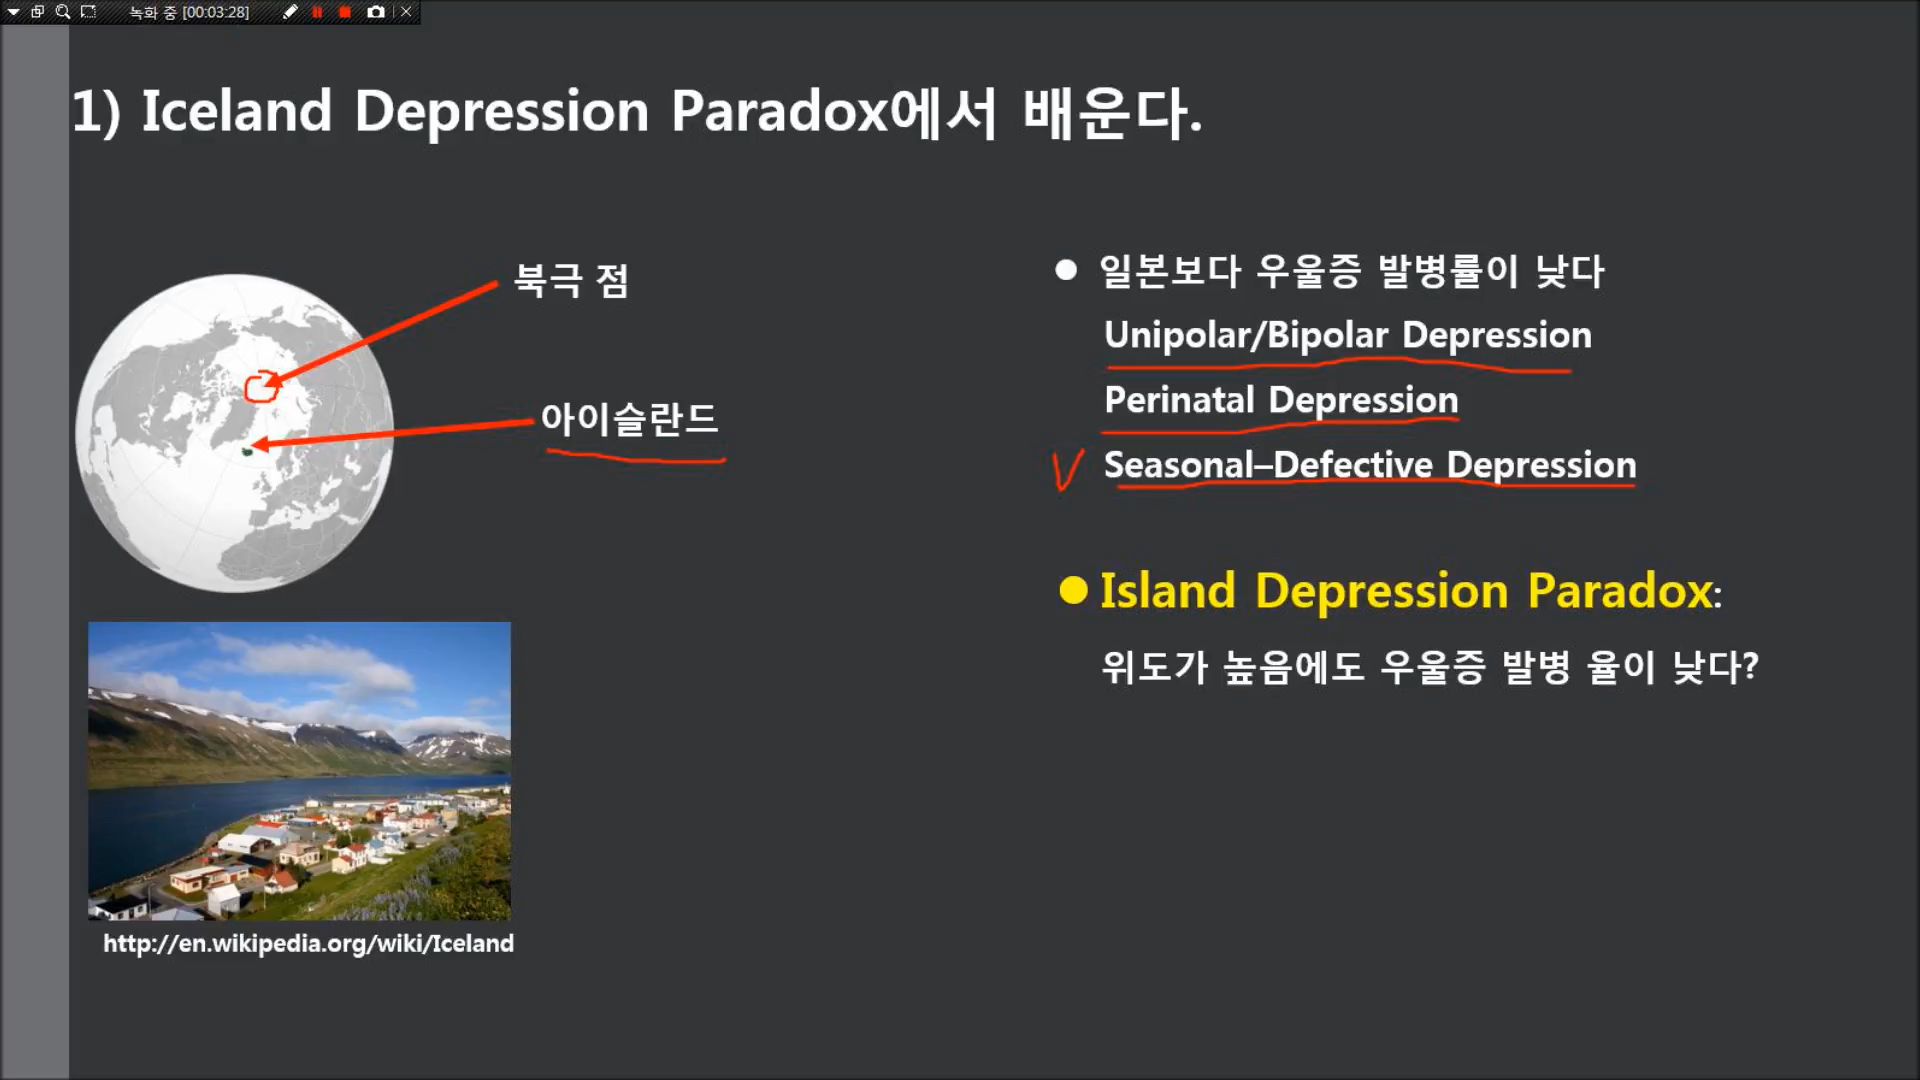 녹화 중 [00:03:28]
1) Iceland Depression Paradox에서 배운다.
북극 점
아이슬란드
http://en.wikipedia.org/wiki/Iceland
일본보다 우울증 발병률이 낮다
Unipolar/Bipolar Depression
Perinatal Depression
Seasonal–Defective Depression
Island Depression Paradox:
위도가 높음에도 우울증 발병 율이 낮다?